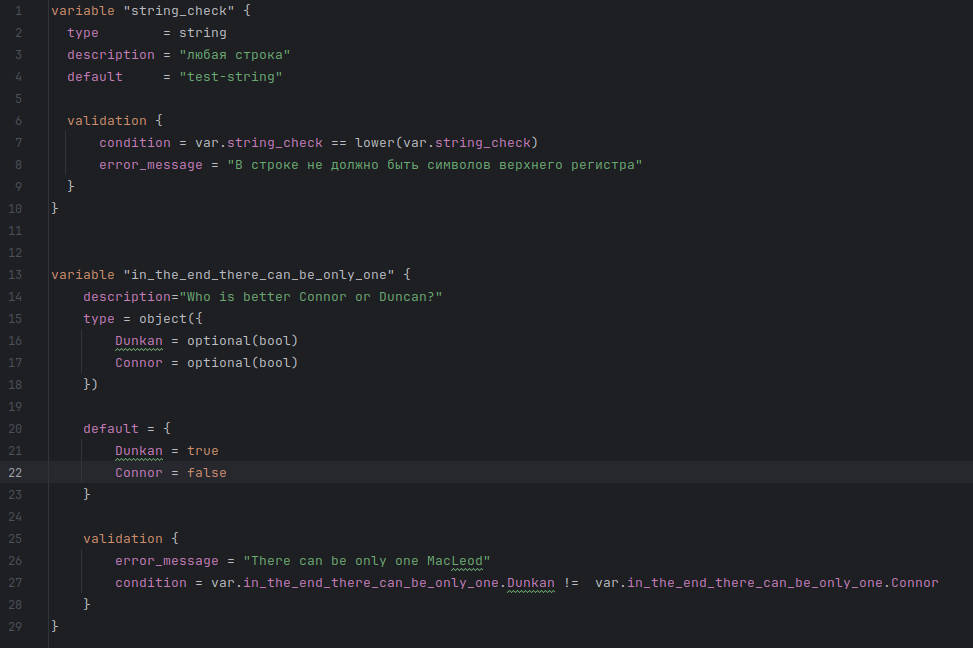 1 variable "string_check" {
2   type        = string
3   description = "любая строка"
4   default     = "test-string"
5
6   validation {
7       condition = var.string_check == lower(var.string_check)
8       error_message = "В строке не должно быть символов верхнего регистра"
9   }
10 }
11
12
13 variable "in_the_end_there_can_be_only_one" {
14     description="Who is better Connor or Duncan?"
15     type = object({
16         Dunkan = optional(bool)
17         Connor = optional(bool)
18     })
19
20     default = {
21         Dunkan = true
22         Connor = false
23     }
24
25     validation {
26         error_message = "There can be only one MacLeod"
27         condition = var.in_the_end_there_can_be_only_one.Dunkan !=  var.in_the_end_there_can_be_only_one.Connor
28     }
29 }